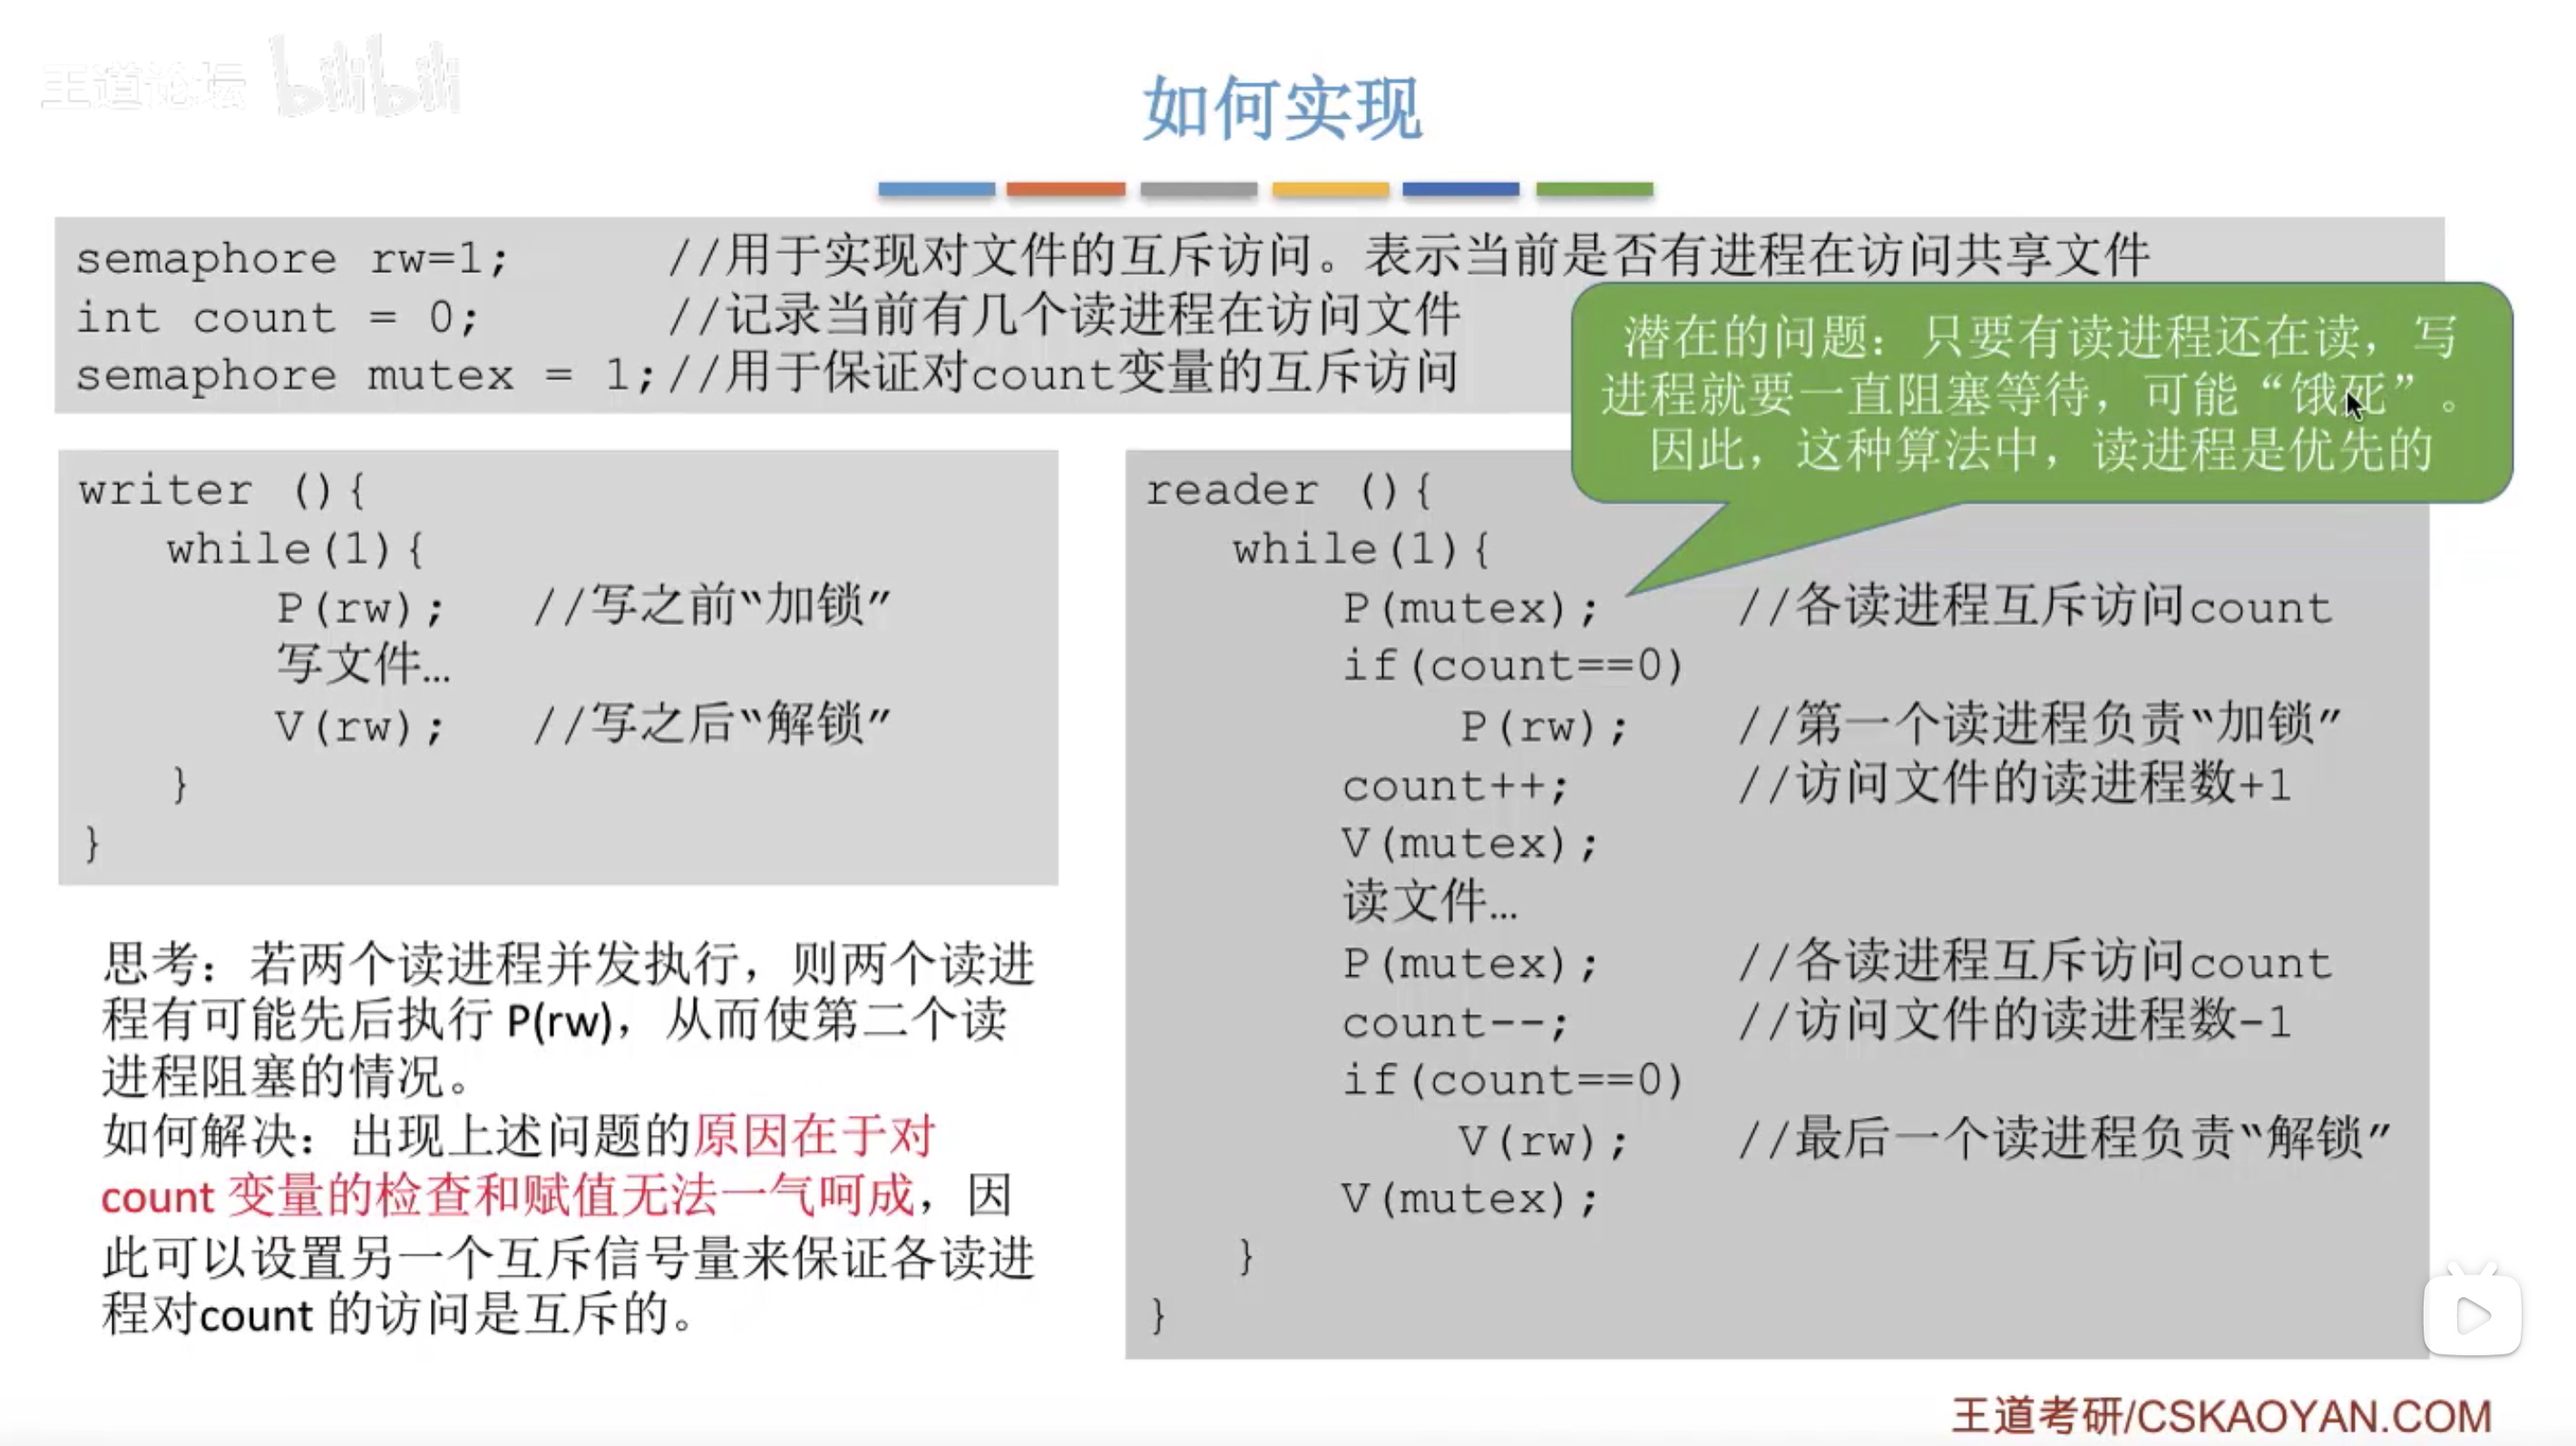 王道论坛 bilibili
如何实现
semaphore rw=1; //用于实现对文件的互斥访问。表示当前是否有进程在访问共享文件
int count = 0; //记录当前有几个读进程在访问文件
semaphore mutex = 1;//用于保证对count变量的互斥访问
潜在的问题：只要有读进程还在读，写
进程就要一直阻塞等待，可能“饿死”。
因此，这种算法中，读进程是优先的
writer (){
while(1){
P(rw); //写之前“加锁”
写文件…
V(rw); //写之后“解锁”
}
}
思考：若两个读进程并发执行，则两个读进
程有可能先后执行 P(rw)，从而使第二个读
进程阻塞的情况。
如何解决：出现上述问题的原因在于对
count 变量的检查和赋值无法一气呵成，因
此可以设置另一个互斥信号量来保证各读进
程对count 的访问是互斥的。
reader (){
while(1){
P(mutex); //各读进程互斥访问count
if(count==0)
P(rw); //第一个读进程负责“加锁”
count++; //访问文件的读进程数+1
V(mutex);
读文件…
P(mutex); //各读进程互斥访问count
count--; //访问文件的读进程数-1
if(count==0)
V(rw); //最后一个读进程负责“解锁”
V(mutex);
}
}
王道考研/CSKAOYAN.COM